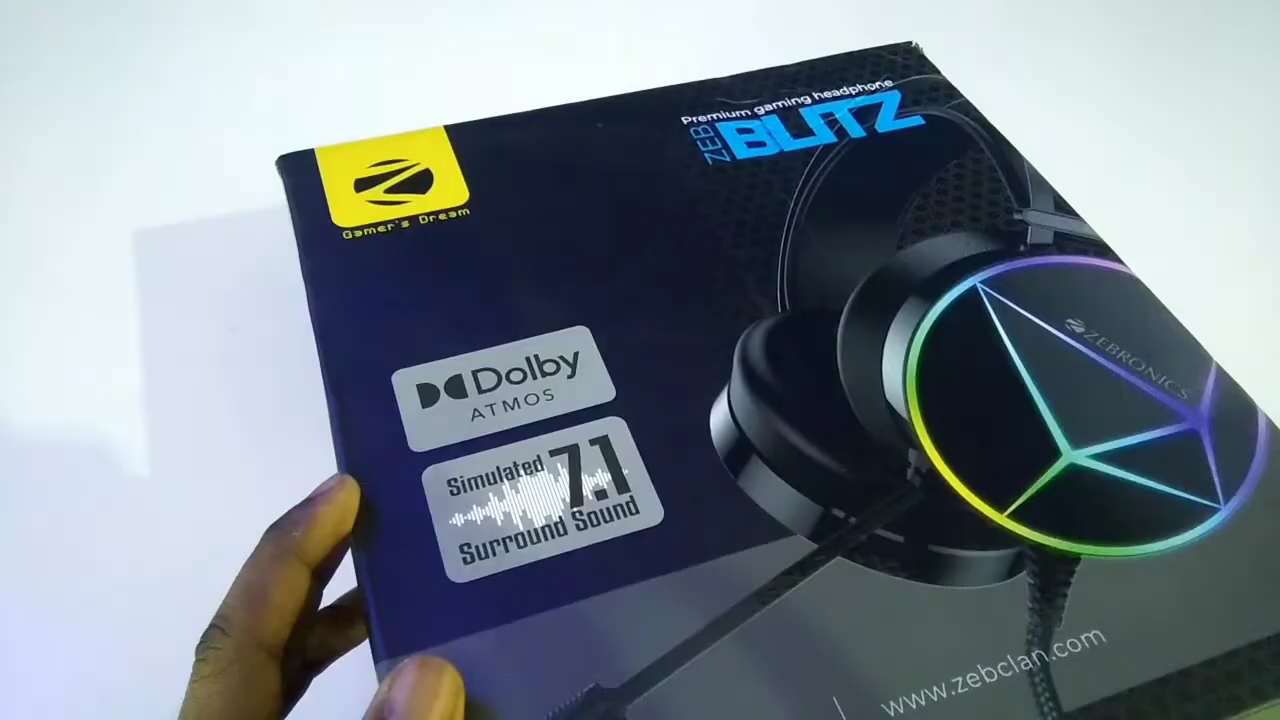 Premium gaming headphone
ZEB BLITZ
Gamer's Dream
ZEBRONICS
Dolby
ATMOS
Simulated 7.1
Surround Sound
www.zebclan.com